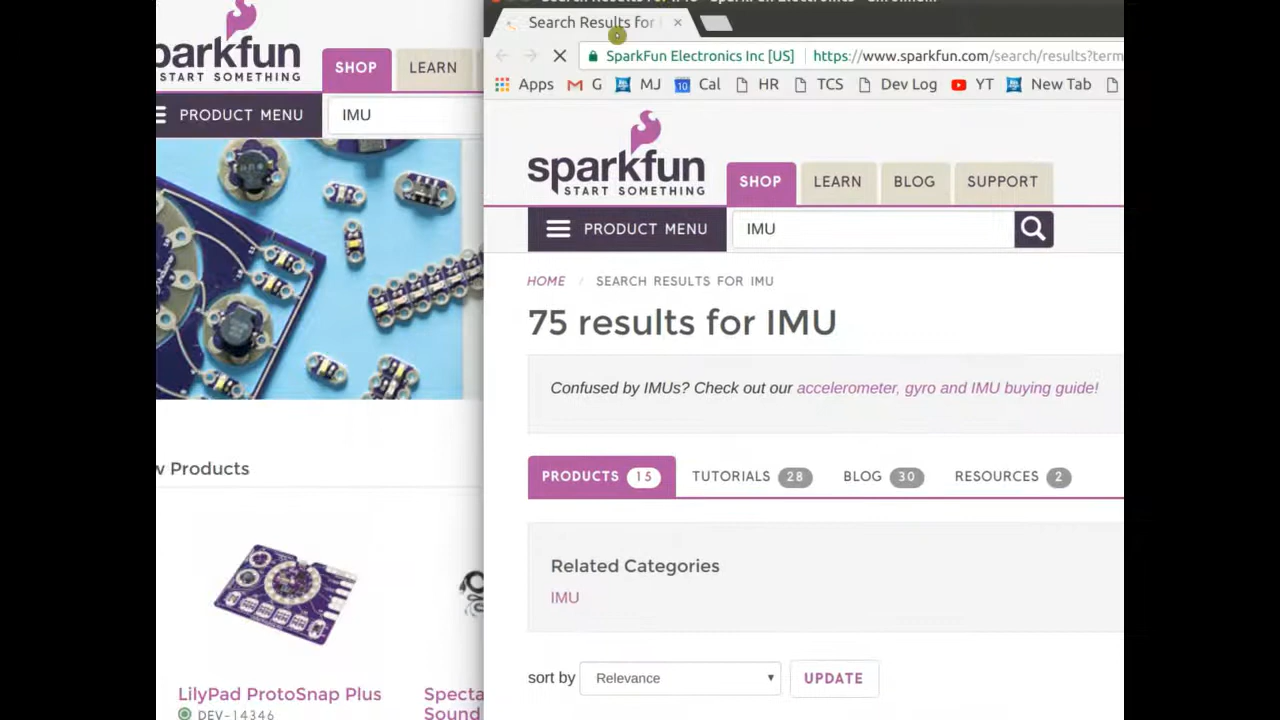 sparkfun
START SOMETHING
SHOP
LEARN
PRODUCT MENU
IMU
New Products
LilyPad ProtoSnap Plus
DEV-14346
Sound
Search Results for
SparkFun Electronics Inc [US]
https://www.sparkfun.com/search/results?term
Apps
G
MJ
10
Cal
HR
TCS
Dev Log
YT
New Tab
sparkfun
START SOMETHING
SHOP
LEARN
BLOG
SUPPORT
PRODUCT MENU
IMU
HOME / SEARCH RESULTS FOR IMU
75 results for IMU
Confused by IMUs? Check out our accelerometer, gyro and IMU buying guide!
PRODUCTS 15
TUTORIALS 28
BLOG 30
RESOURCES 2
Related Categories
IMU
sort by
Relevance
UPDATE